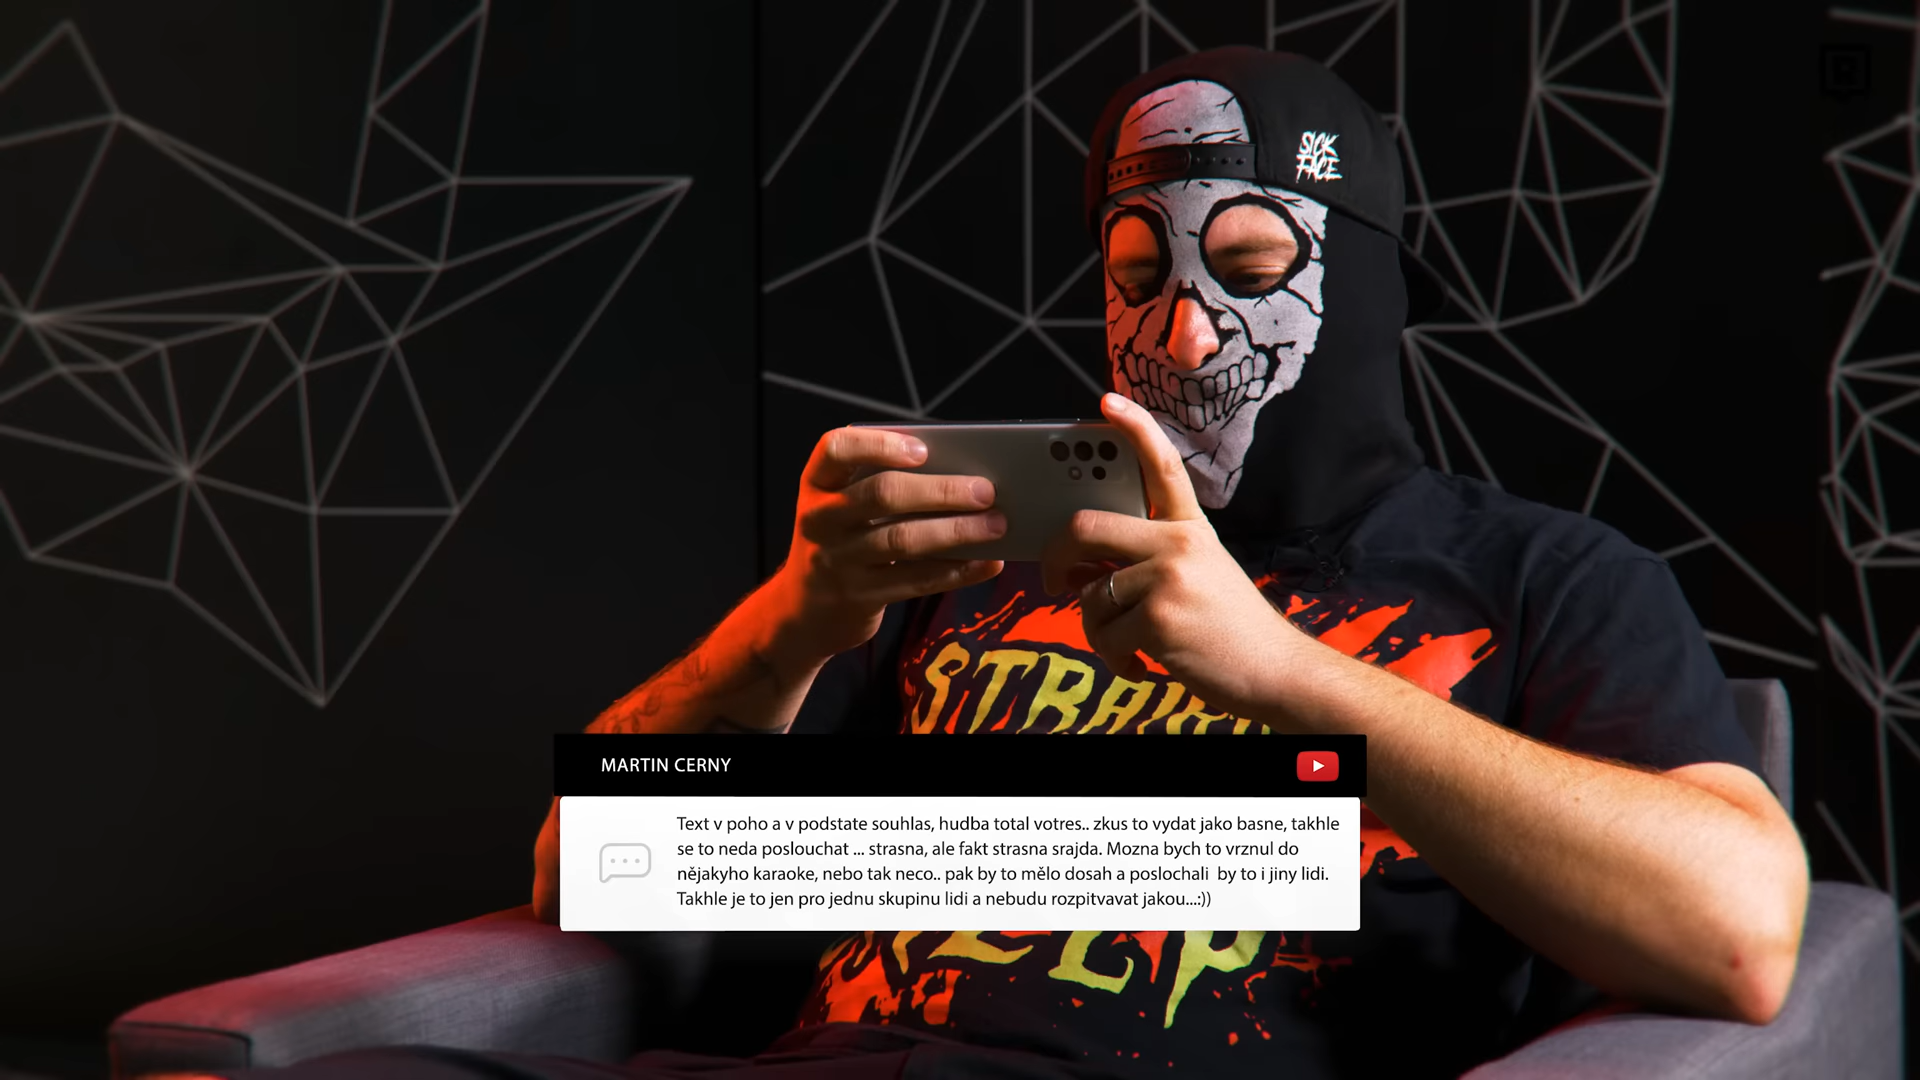 SICK
FACE
MARTIN CERNY
Text v poho a v podstate souhlas, hudba total votres.. zkus to vydat jako basne, takhle
se to neda poslouchat ... strasna, ale fakt strasna srajda. Mozna bych to vrznul do
nějakyho karaoke, nebo tak neco.. pak by to mělo dosah a poslochali by to i jiny lidi.
Takhle je to jen pro jednu skupinu lidi a nebudu rozpitvavat jakou...:))